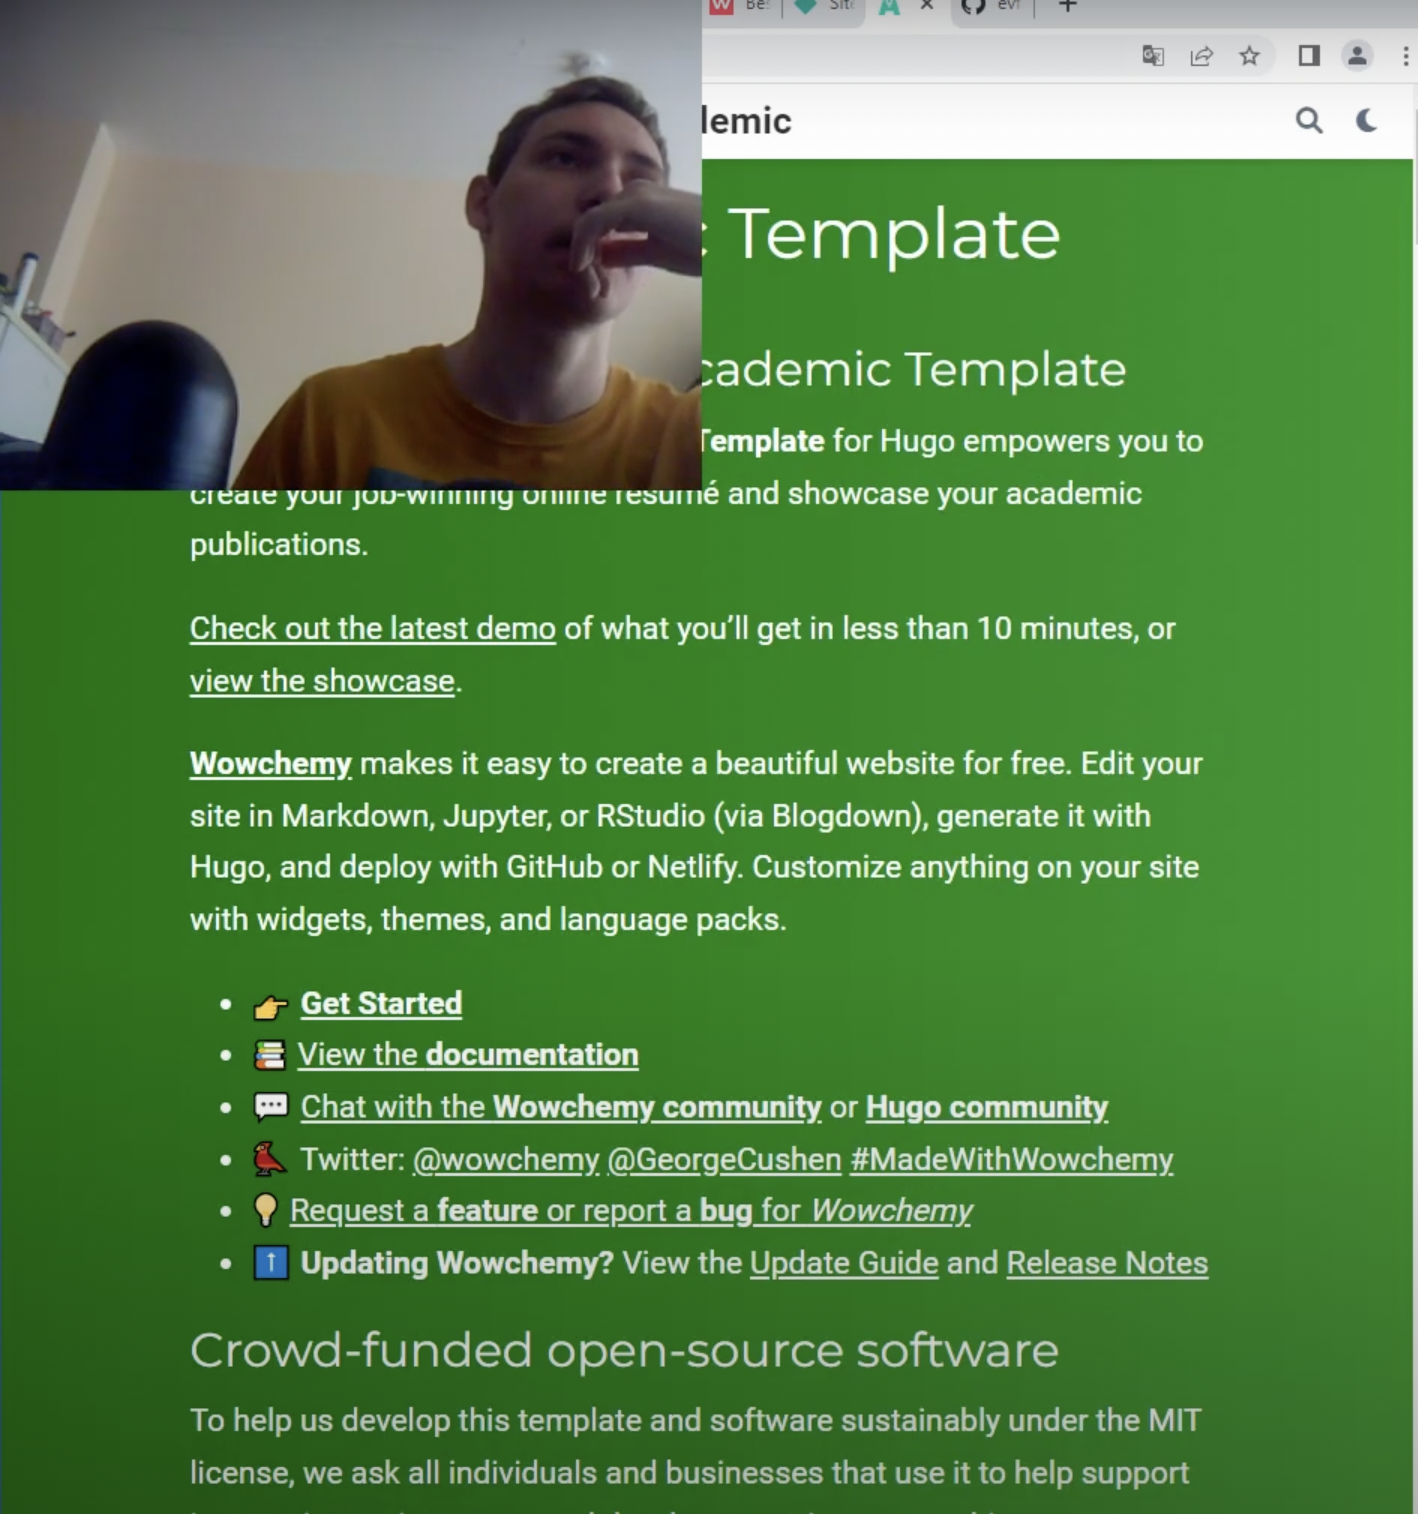 Be
Sit
ev
demic
Template
cademic Template
Template for Hugo empowers you to
create your job-winning online resumé and showcase your academic
publications.
Check out the latest demo of what you’ll get in less than 10 minutes, or
view the showcase.
Wowchemy makes it easy to create a beautiful website for free. Edit your
site in Markdown, Jupyter, or RStudio (via Blogdown), generate it with
Hugo, and deploy with GitHub or Netlify. Customize anything on your site
with widgets, themes, and language packs.
Get Started
View the documentation
Chat with the Wowchemy community or Hugo community
Twitter: @wowchemy @GeorgeCushen #MadeWithWowchemy
Request a feature or report a bug for Wowchemy
Updating Wowchemy? View the Update Guide and Release Notes
Crowd-funded open-source software
To help us develop this template and software sustainably under the MIT
license, we ask all individuals and businesses that use it to help support